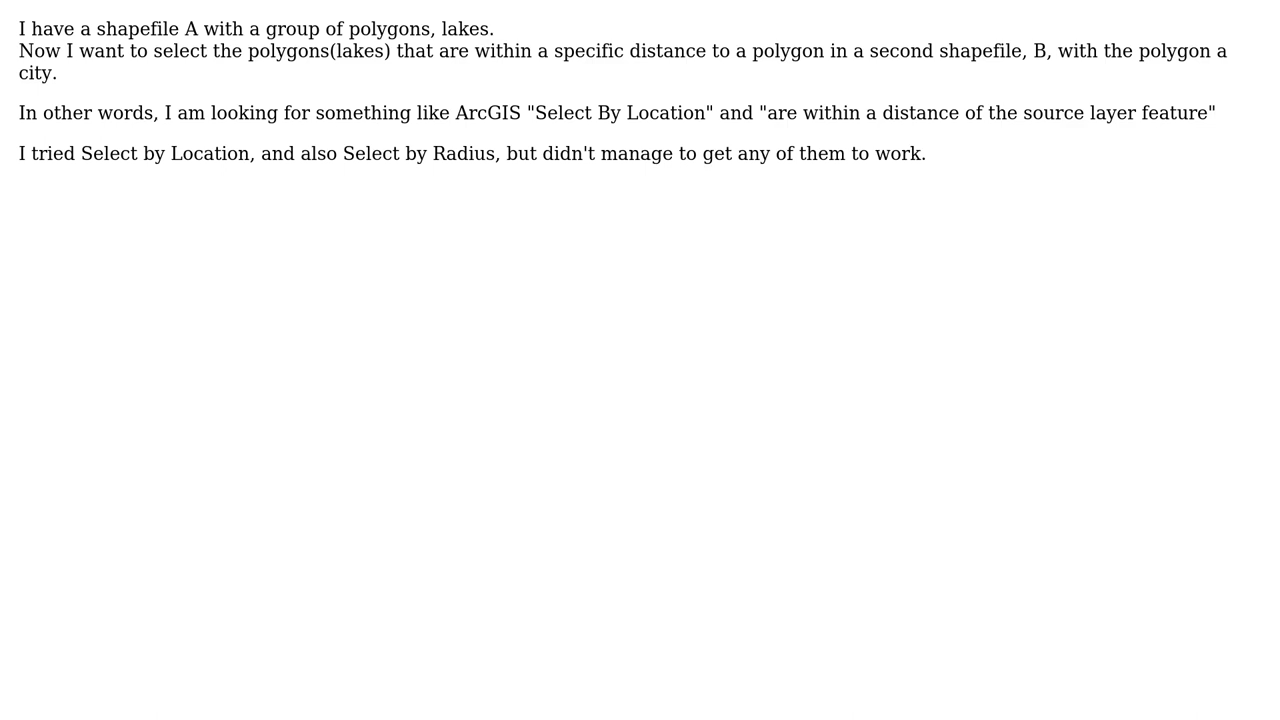 I have a shapefile A with a group of polygons, lakes.
Now I want to select the polygons(lakes) that are within a specific distance to a polygon in a second shapefile, B, with the polygon a
city.
In other words, I am looking for something like ArcGIS "Select By Location" and "are within a distance of the source layer feature"
I tried Select by Location, and also Select by Radius, but didn't manage to get any of them to work.